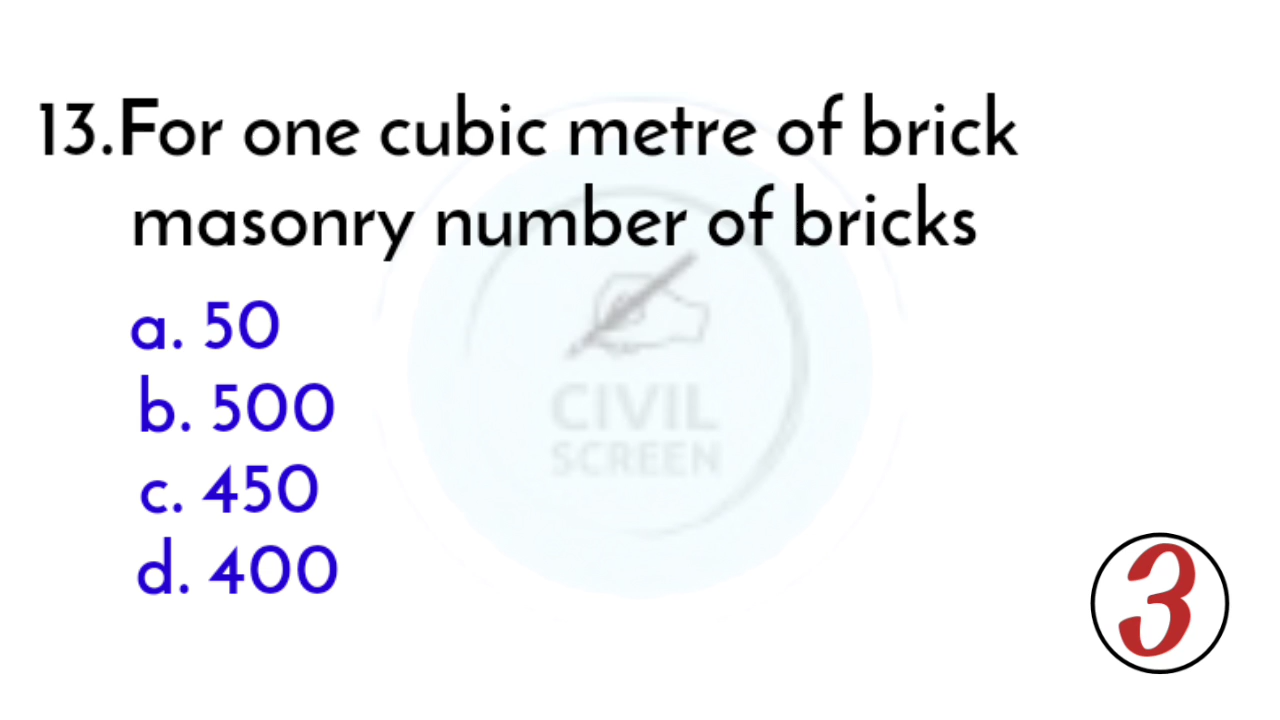 13.For one cubic metre of brick
masonry number of bricks
a. 50
b. 500
c. 450
d. 400
CIVIL
SCREEN
3